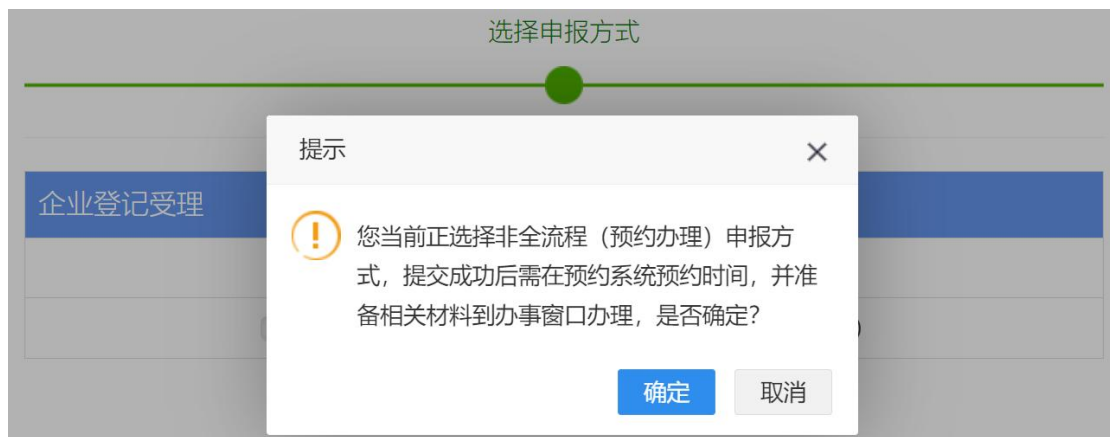 选择申报方式
提示
企业登记受理
您当前正选择非全流程（预约办理）申报方
式，提交成功后需在预约系统预约时间，并准
备相关材料到办事窗口办理，是否确定？
确定
取消